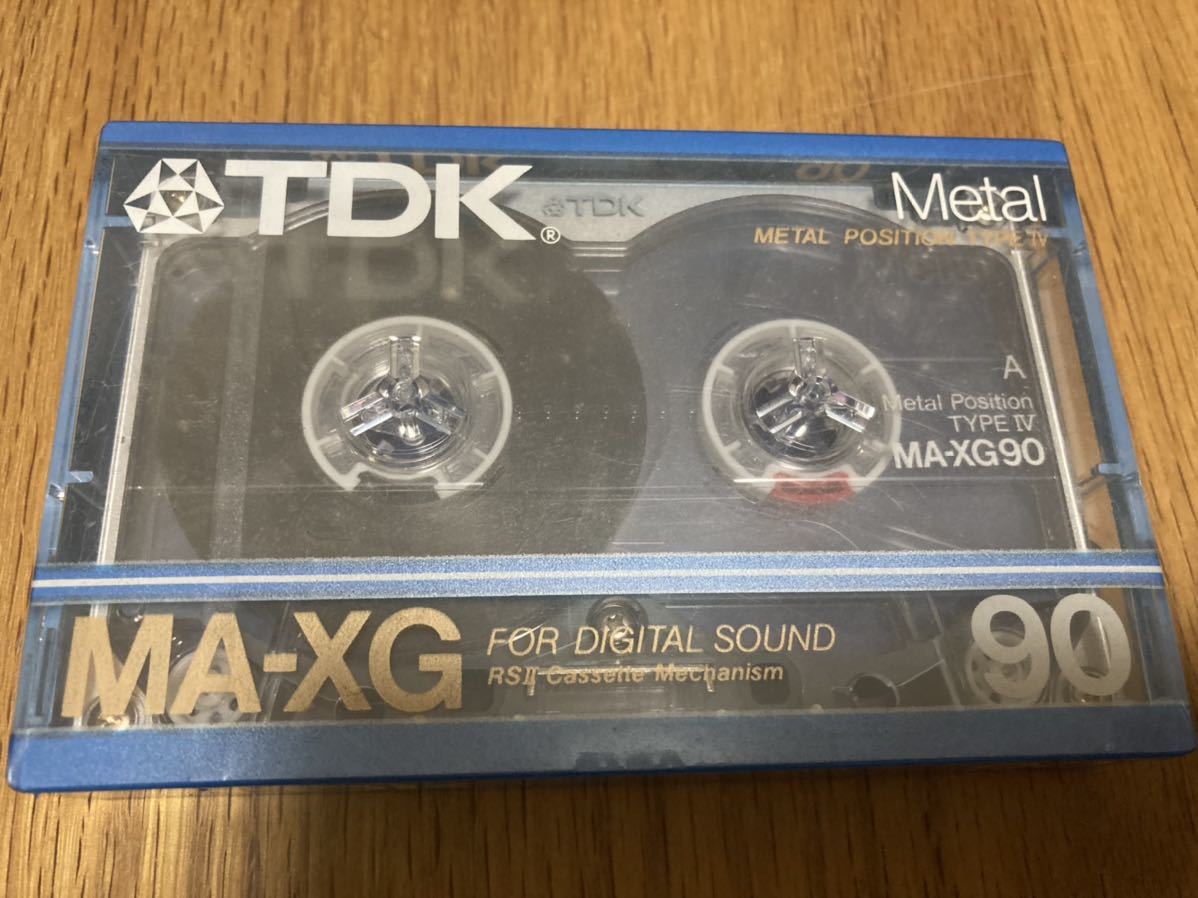 TDK®
TDK
Metal
METAL POSITION TYPE IV
A
Metal Position
TYPE IV
MA-XG90
MA-XG
FOR DIGITAL SOUND
RSII Cassette Mechanism
90